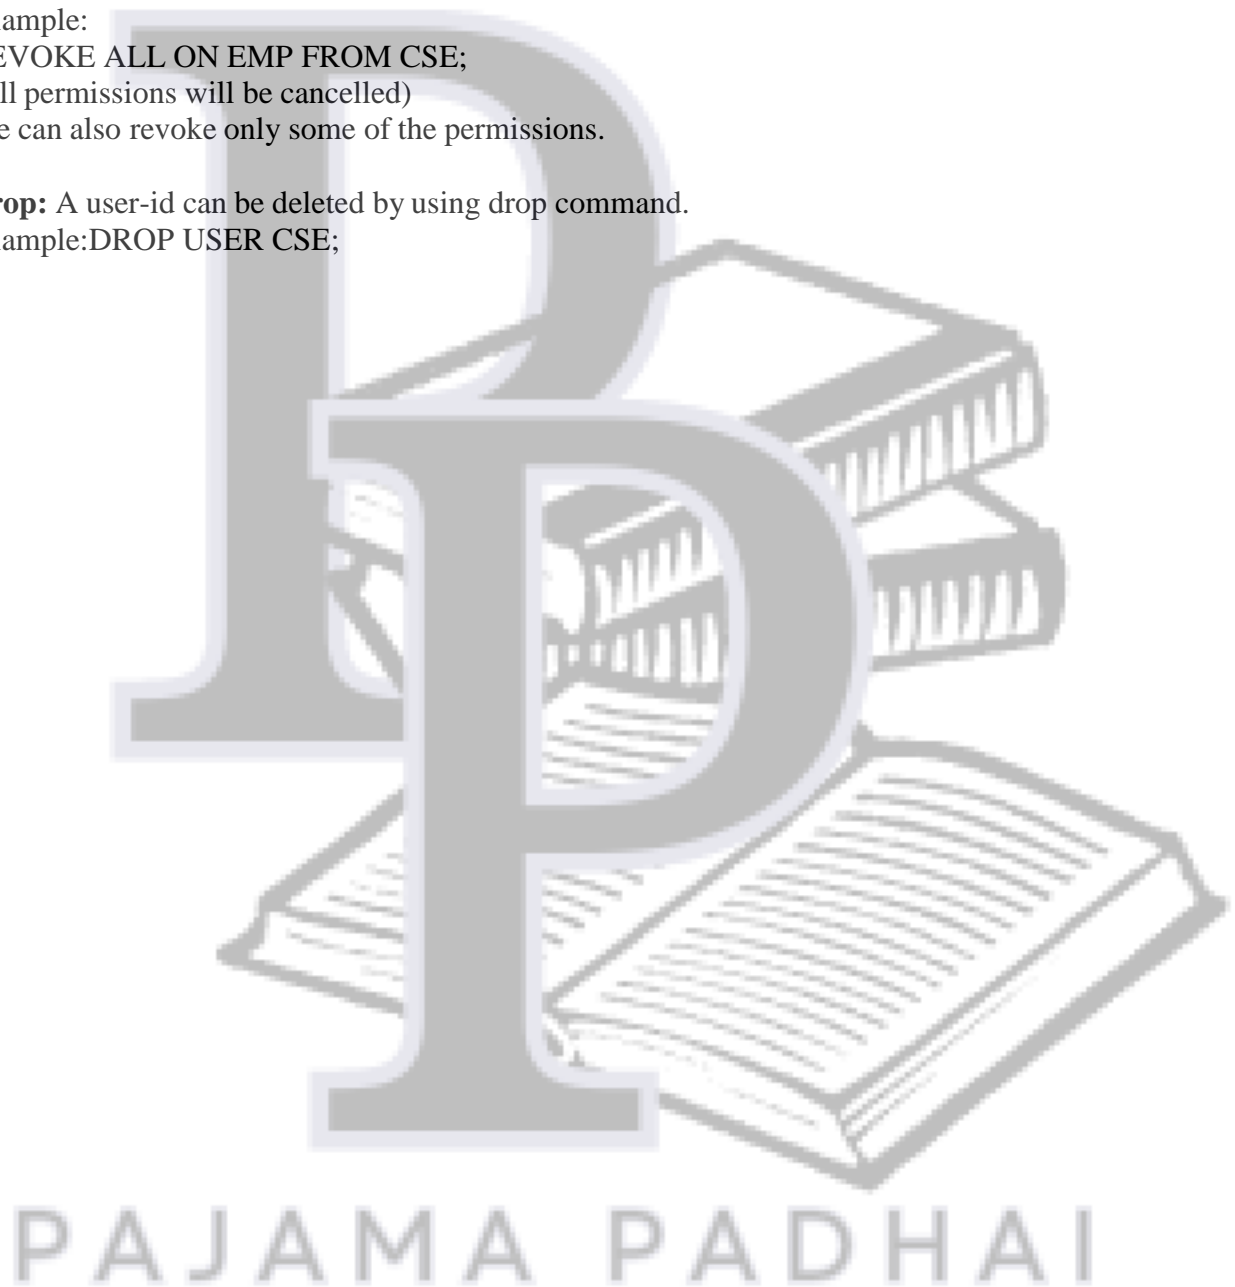 ample:
EVOKE ALL ON EMP FROM CSE;
ll permissions will be cancelled)
e can also revoke only some of the permissions.
rop: A user-id can be deleted by using drop command.
ample:DROP USER CSE;
PP
PAJAMA PADHAI